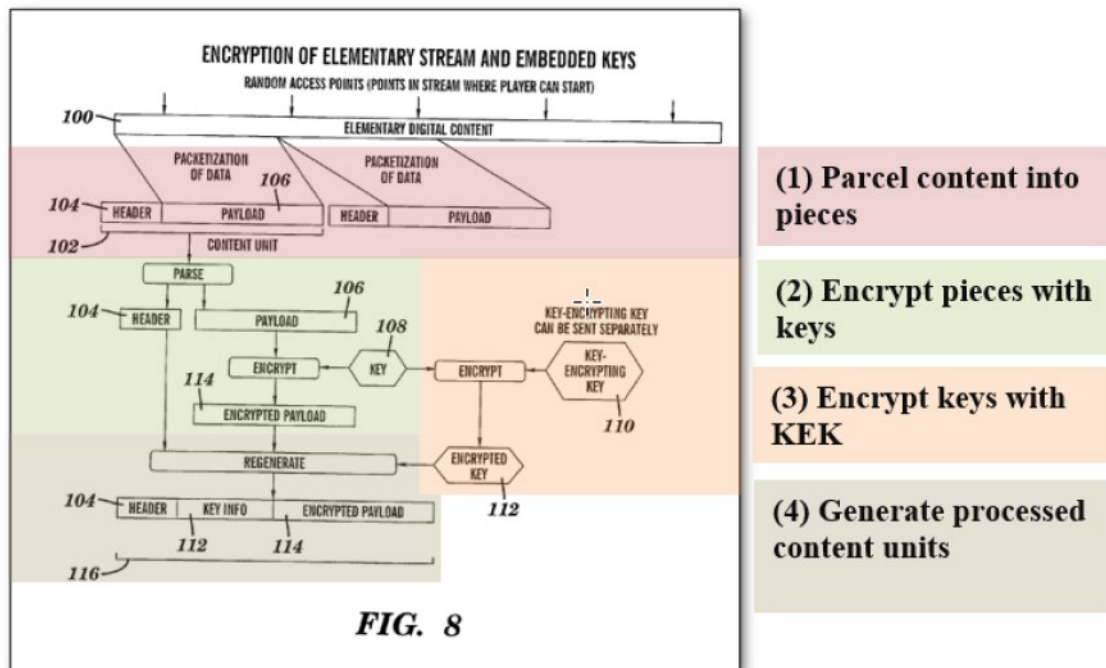 ENCRYPTION OF ELEMENTARY STREAM AND EMBEDDED KEYS
RANDOM ACCESS POINTS (POINTS IN STREAM WHERE PLAYER CAN START)
100
ELEMENTARY DIGITAL CONTENT
PACKETIZATION
OF DATA
PACKETIZATION
OF DATA
106
104
HEADER
PAYLOAD
HEADER
PAYLOAD
102
CONTENT UNIT
PARSE
104
HEADER
106
PAYLOAD
108
KEY-ENCRYPTING KEY
CAN BE SENT SEPARATELY
ENCRYPT
KEY
ENCRYPT
KEY-
ENCRYPTING
KEY
110
114
ENCRYPTED PAYLOAD
REGENERATE
ENCRYPTED
KEY
112
104
HEADER
KEY INFO
ENCRYPTED PAYLOAD
112
114
116
FIG. 8
(1) Parcel content into
pieces
(2) Encrypt pieces with
keys
(3) Encrypt keys with
KEK
(4) Generate processed
content units